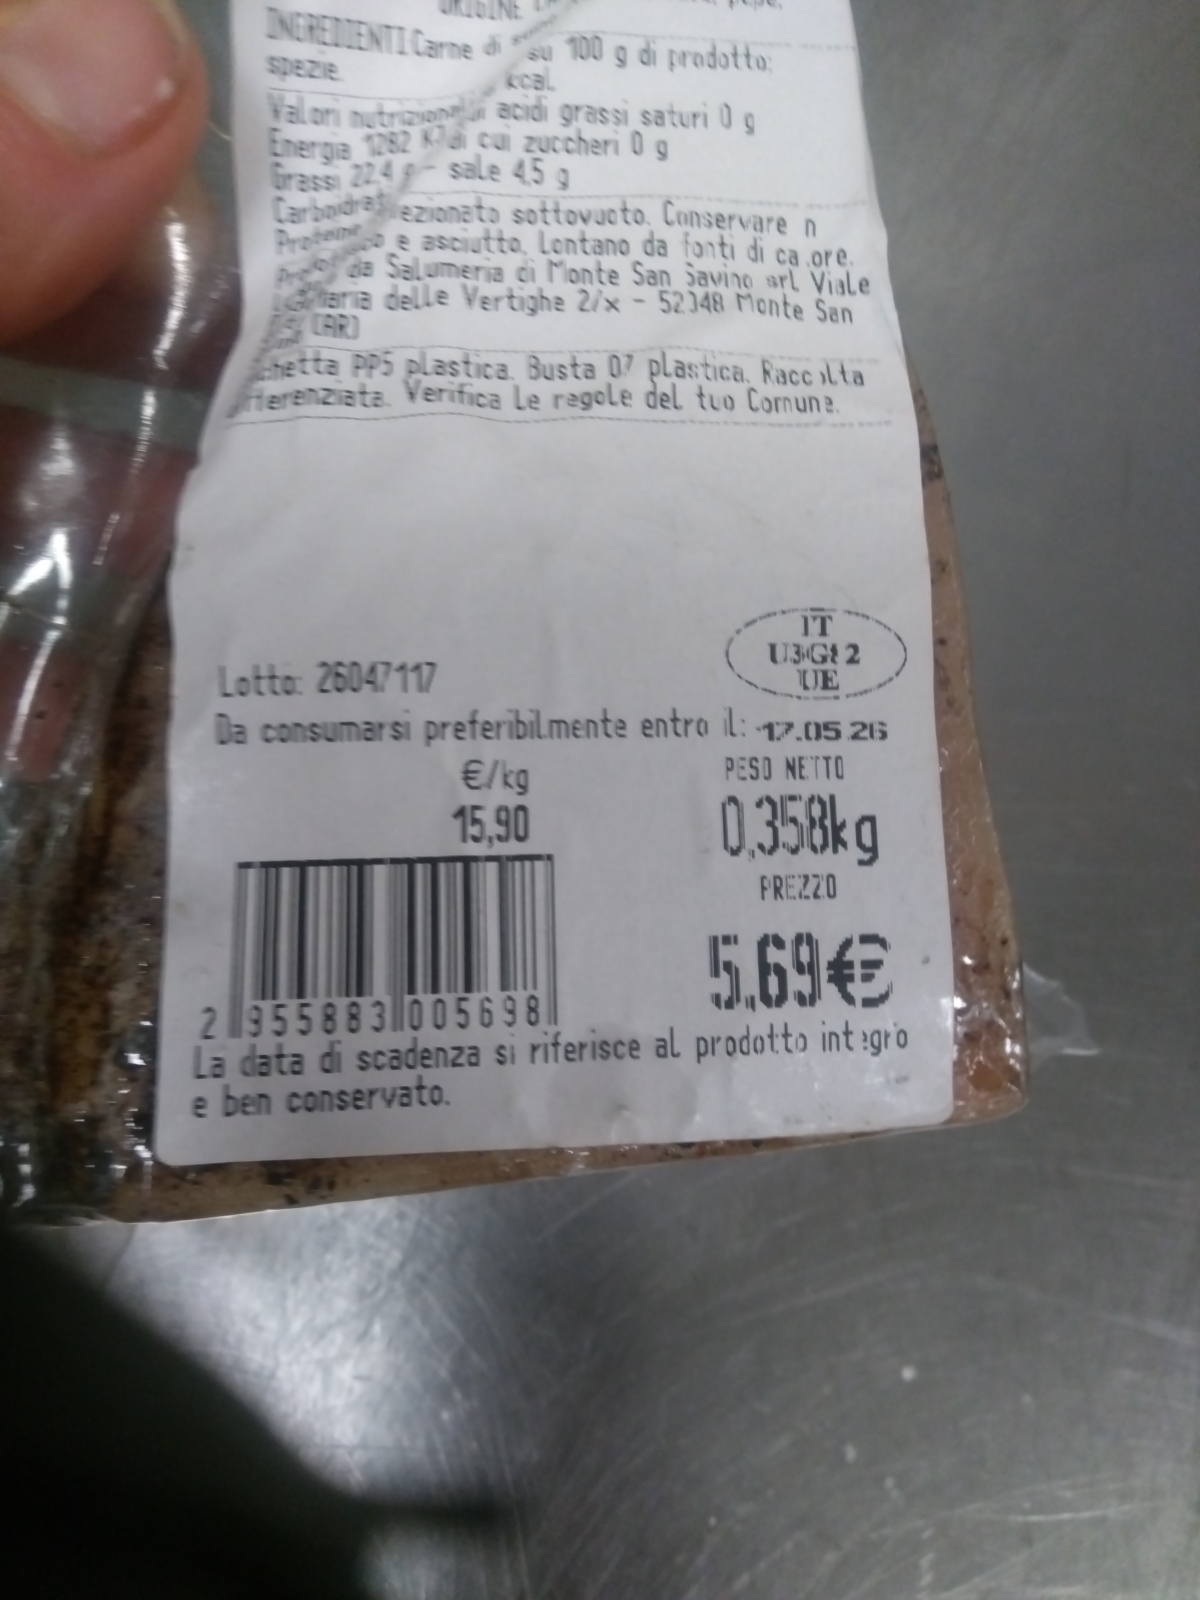 ORIGINE
INGREDIENTI Carne di
su 100 g di prodotto:
spezie.
kcal.
Valori acidi grassi saturi 0 g
Energia 1282 di cui zuccheri 0 g
Grassi 22,4 g - sale 4,5 g
sottovuoto. Conservare n
e asciutto, Lontano da fonti di ca ore.
da Salumeria di Monte San Savino srl Viale
delle Vertighe 2/x - 52048 Monte San
(AR)
PP5 plastica. Busta 07 plastica. Raccolta
Verifica le regole del tuo Comune.
IT
UE
Lotto: 26047117
Da consumarsi preferibilmente entro il: 17.05.26
€/kg
15,90
PESO NETTO
0,358kg
PREZZO
5,69€
2 955883 005698
La data di scadenza si riferisce al prodotto integro
e ben conservato.